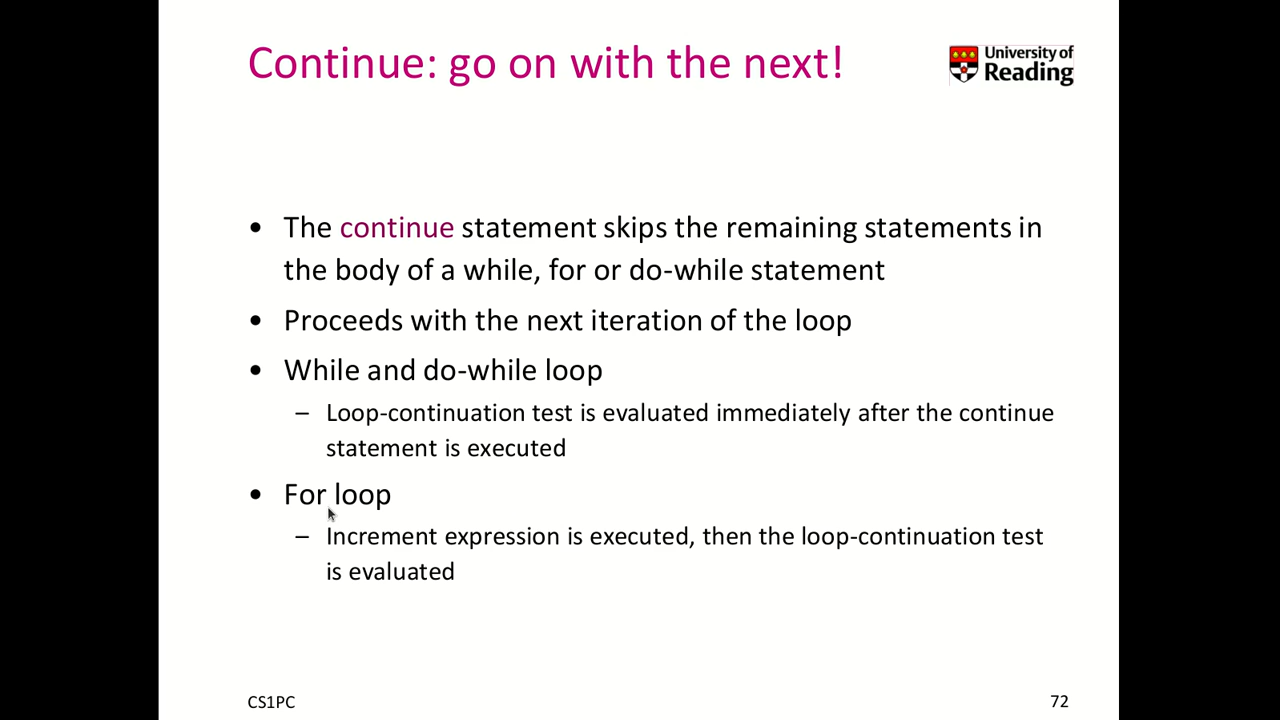 Continue: go on with the next!
University of
Reading
• The continue statement skips the remaining statements in
the body of a while, for or do-while statement
• Proceeds with the next iteration of the loop
• While and do-while loop
– Loop-continuation test is evaluated immediately after the continue
statement is executed
• For loop
– Increment expression is executed, then the loop-continuation test
is evaluated
CS1PC
72